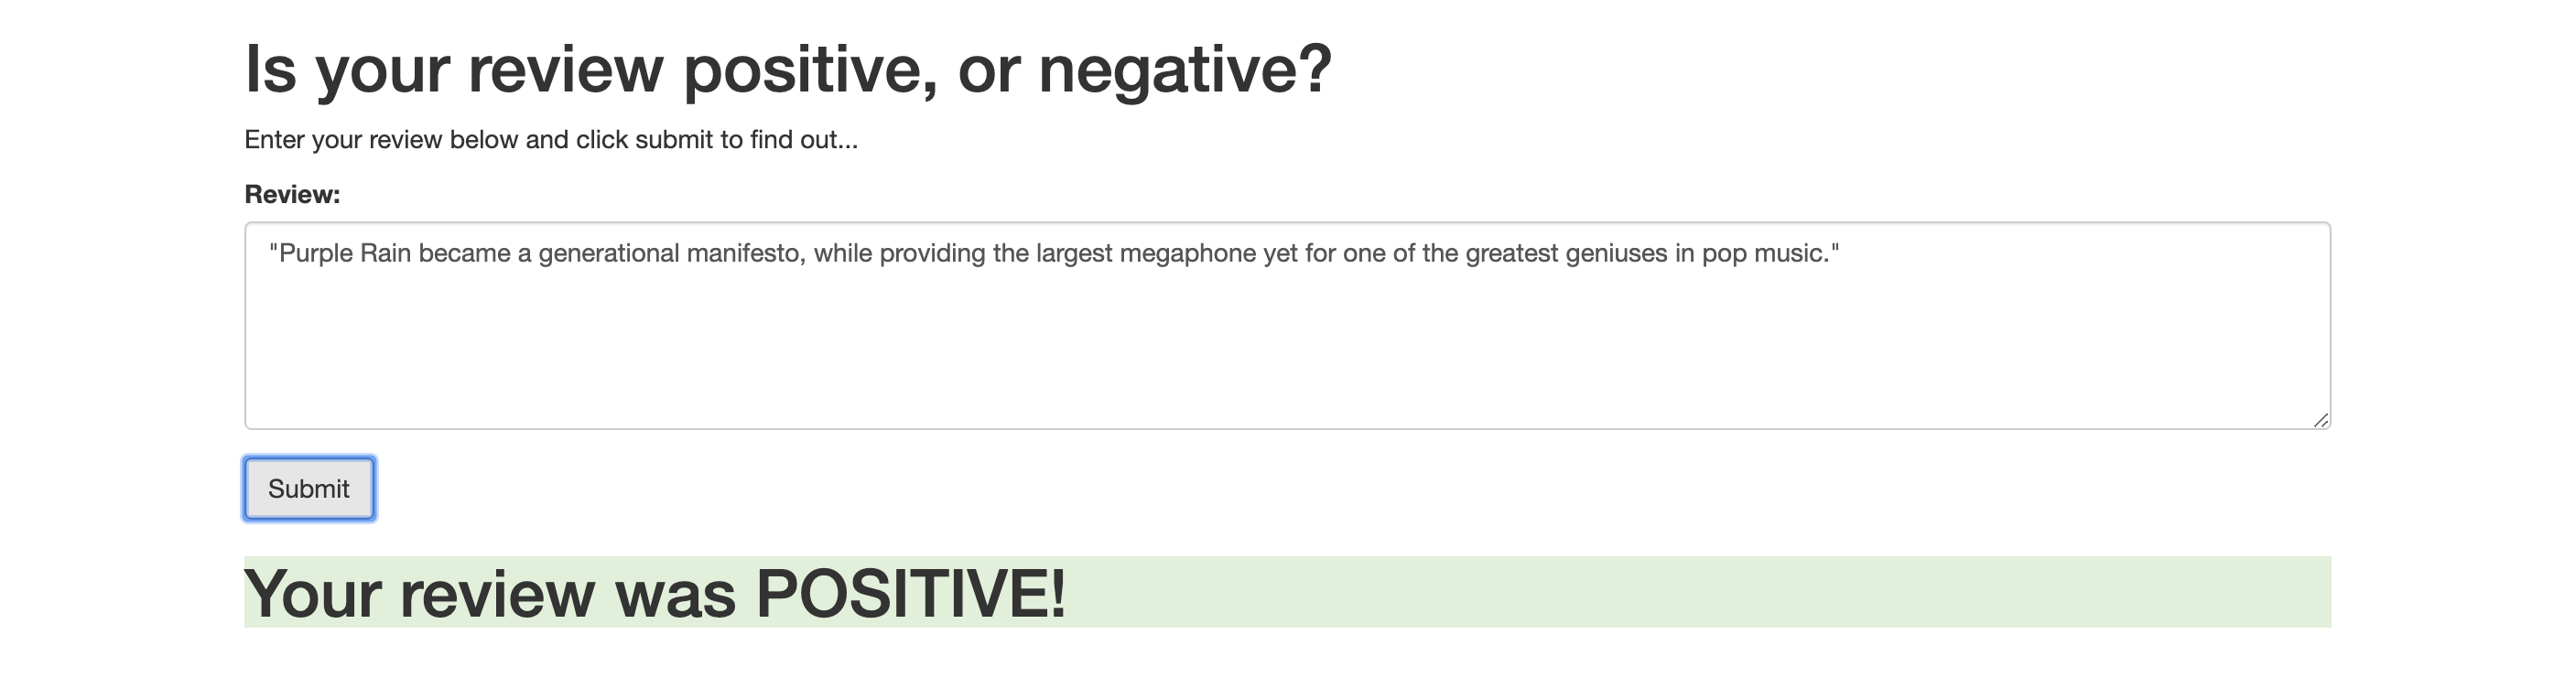 Is your review positive, or negative?
Enter your review below and click submit to find out...
Review:
"Purple Rain became a generational manifesto, while providing the largest megaphone yet for one of the greatest geniuses in pop music."
Submit
Your review was POSITIVE!